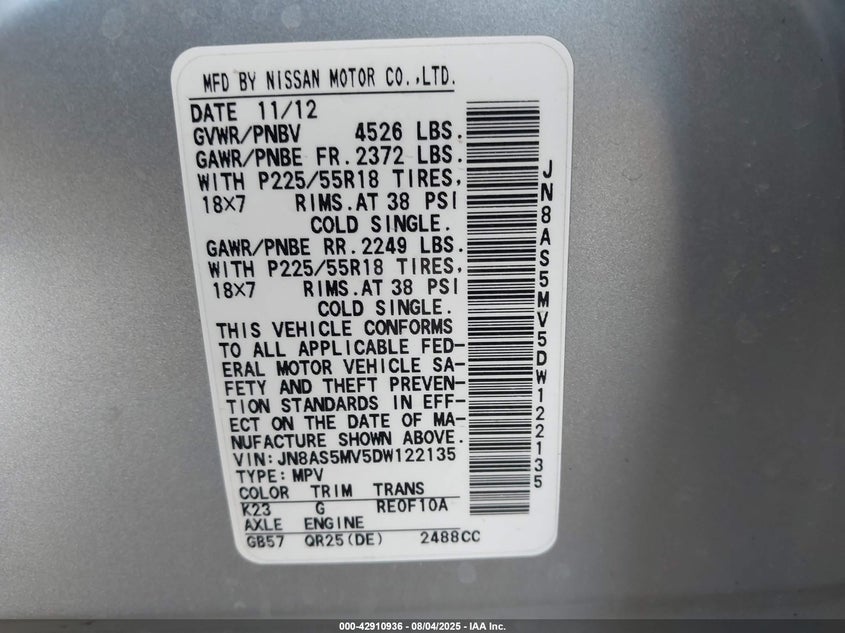 MFD BY NISSAN MOTOR CO.,LTD.
DATE 11/12
GVWR/PNBV 4526 LBS.
GAWR/PNBE FR.2372 LBS.
WITH P225/55R18 TIRES,
18x7 RIMS.AT 38 PSI
COLD SINGLE.
GAWR/PNBE RR.2249 LBS.
WITH P225/55R18 TIRES,
18x7 RIMS.AT 38 PSI
COLD SINGLE.
THIS VEHICLE CONFORMS
TO ALL APPLICABLE FED-
ERAL MOTOR VEHICLE SA-
FETY AND THEFT PREVEN-
TION STANDARDS IN EFF-
ECT ON THE DATE OF MA-
NUFACTURE SHOWN ABOVE.
VIN:JN8AS5MV5DW122135
TYPE:MPV
COLOR TRIM TRANS
K23 G RE0F10A
AXLE ENGINE
GB57 QR25(DE) 2488CC
JN8AS5MV5DW122135
000-42910936 - 08/04/2025 - IAA Inc.